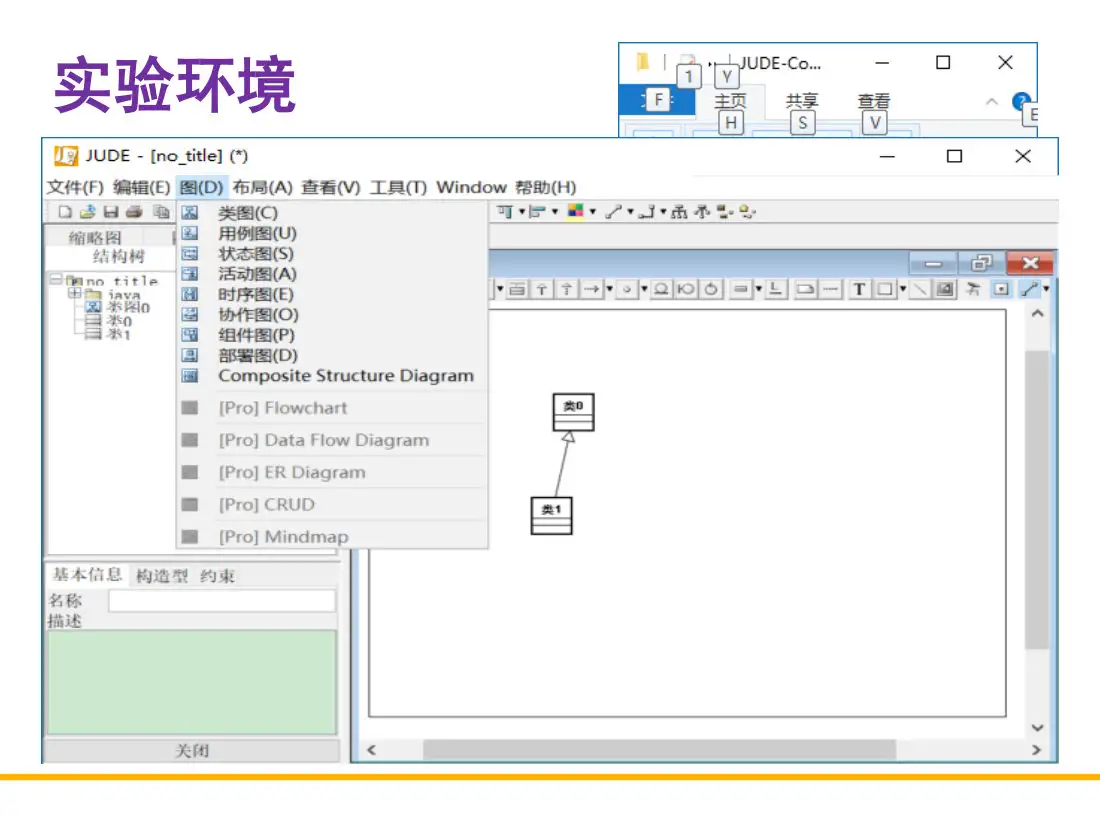 实验环境
JUDE-Co...
1
Y
F
主页
共享
查看
H
S
V
E
JUDE - [no_title] (*)
文件(F) 编辑(E) 图(D) 布局(A) 查看(V) 工具(T) Window 帮助(H)
类图(C)
用例图(U)
状态图(S)
活动图(A)
时序图(E)
协作图(O)
组件图(P)
部署图(D)
Composite Structure Diagram
[Pro] Flowchart
[Pro] Data Flow Diagram
[Pro] ER Diagram
[Pro] CRUD
[Pro] Mindmap
缩略图
结构树
no_title
java
类图0
类0
类1
T
类0
类1
基本信息 构造型 约束
名称
描述
关闭